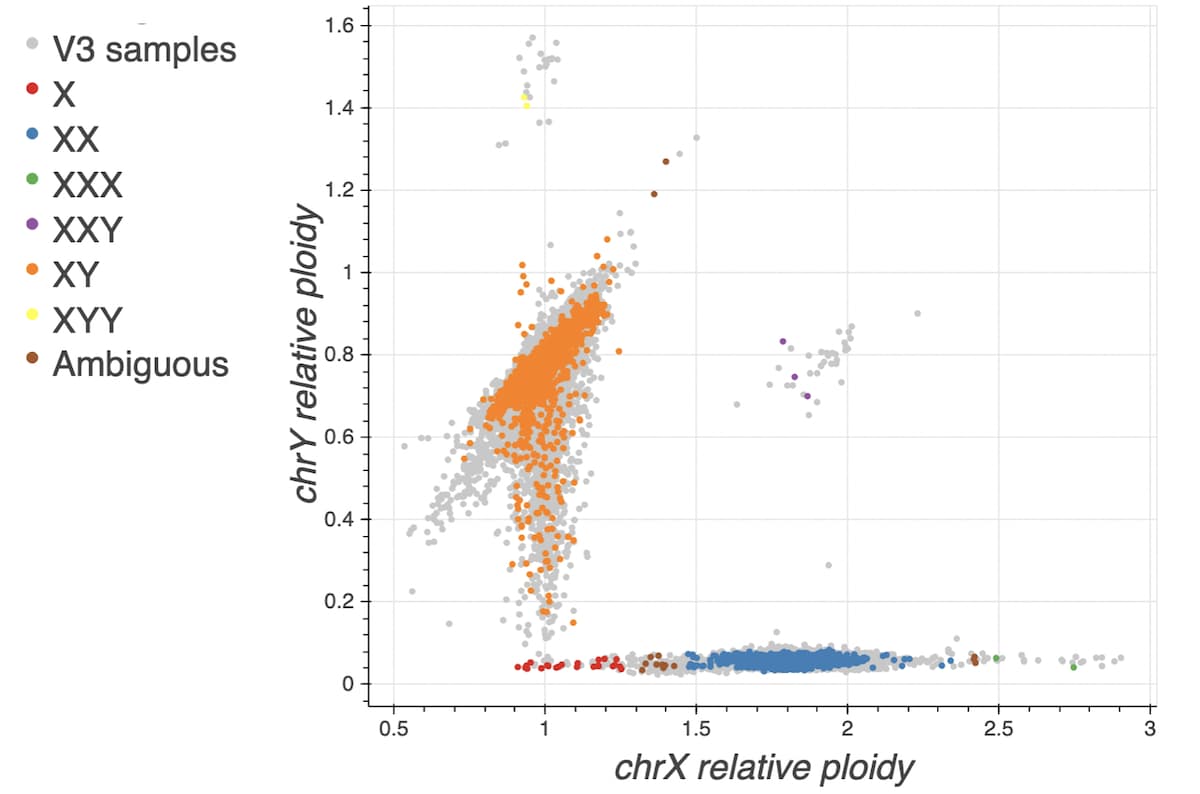 V3 samples
X
XX
XXX
XXY
XY
XYY
Ambiguous
1.6
1.4
1.2
1
0.8
0.6
0.4
0.2
0
chrY relative ploidy
0.5
1
1.5
2
2.5
3
chrX relative ploidy